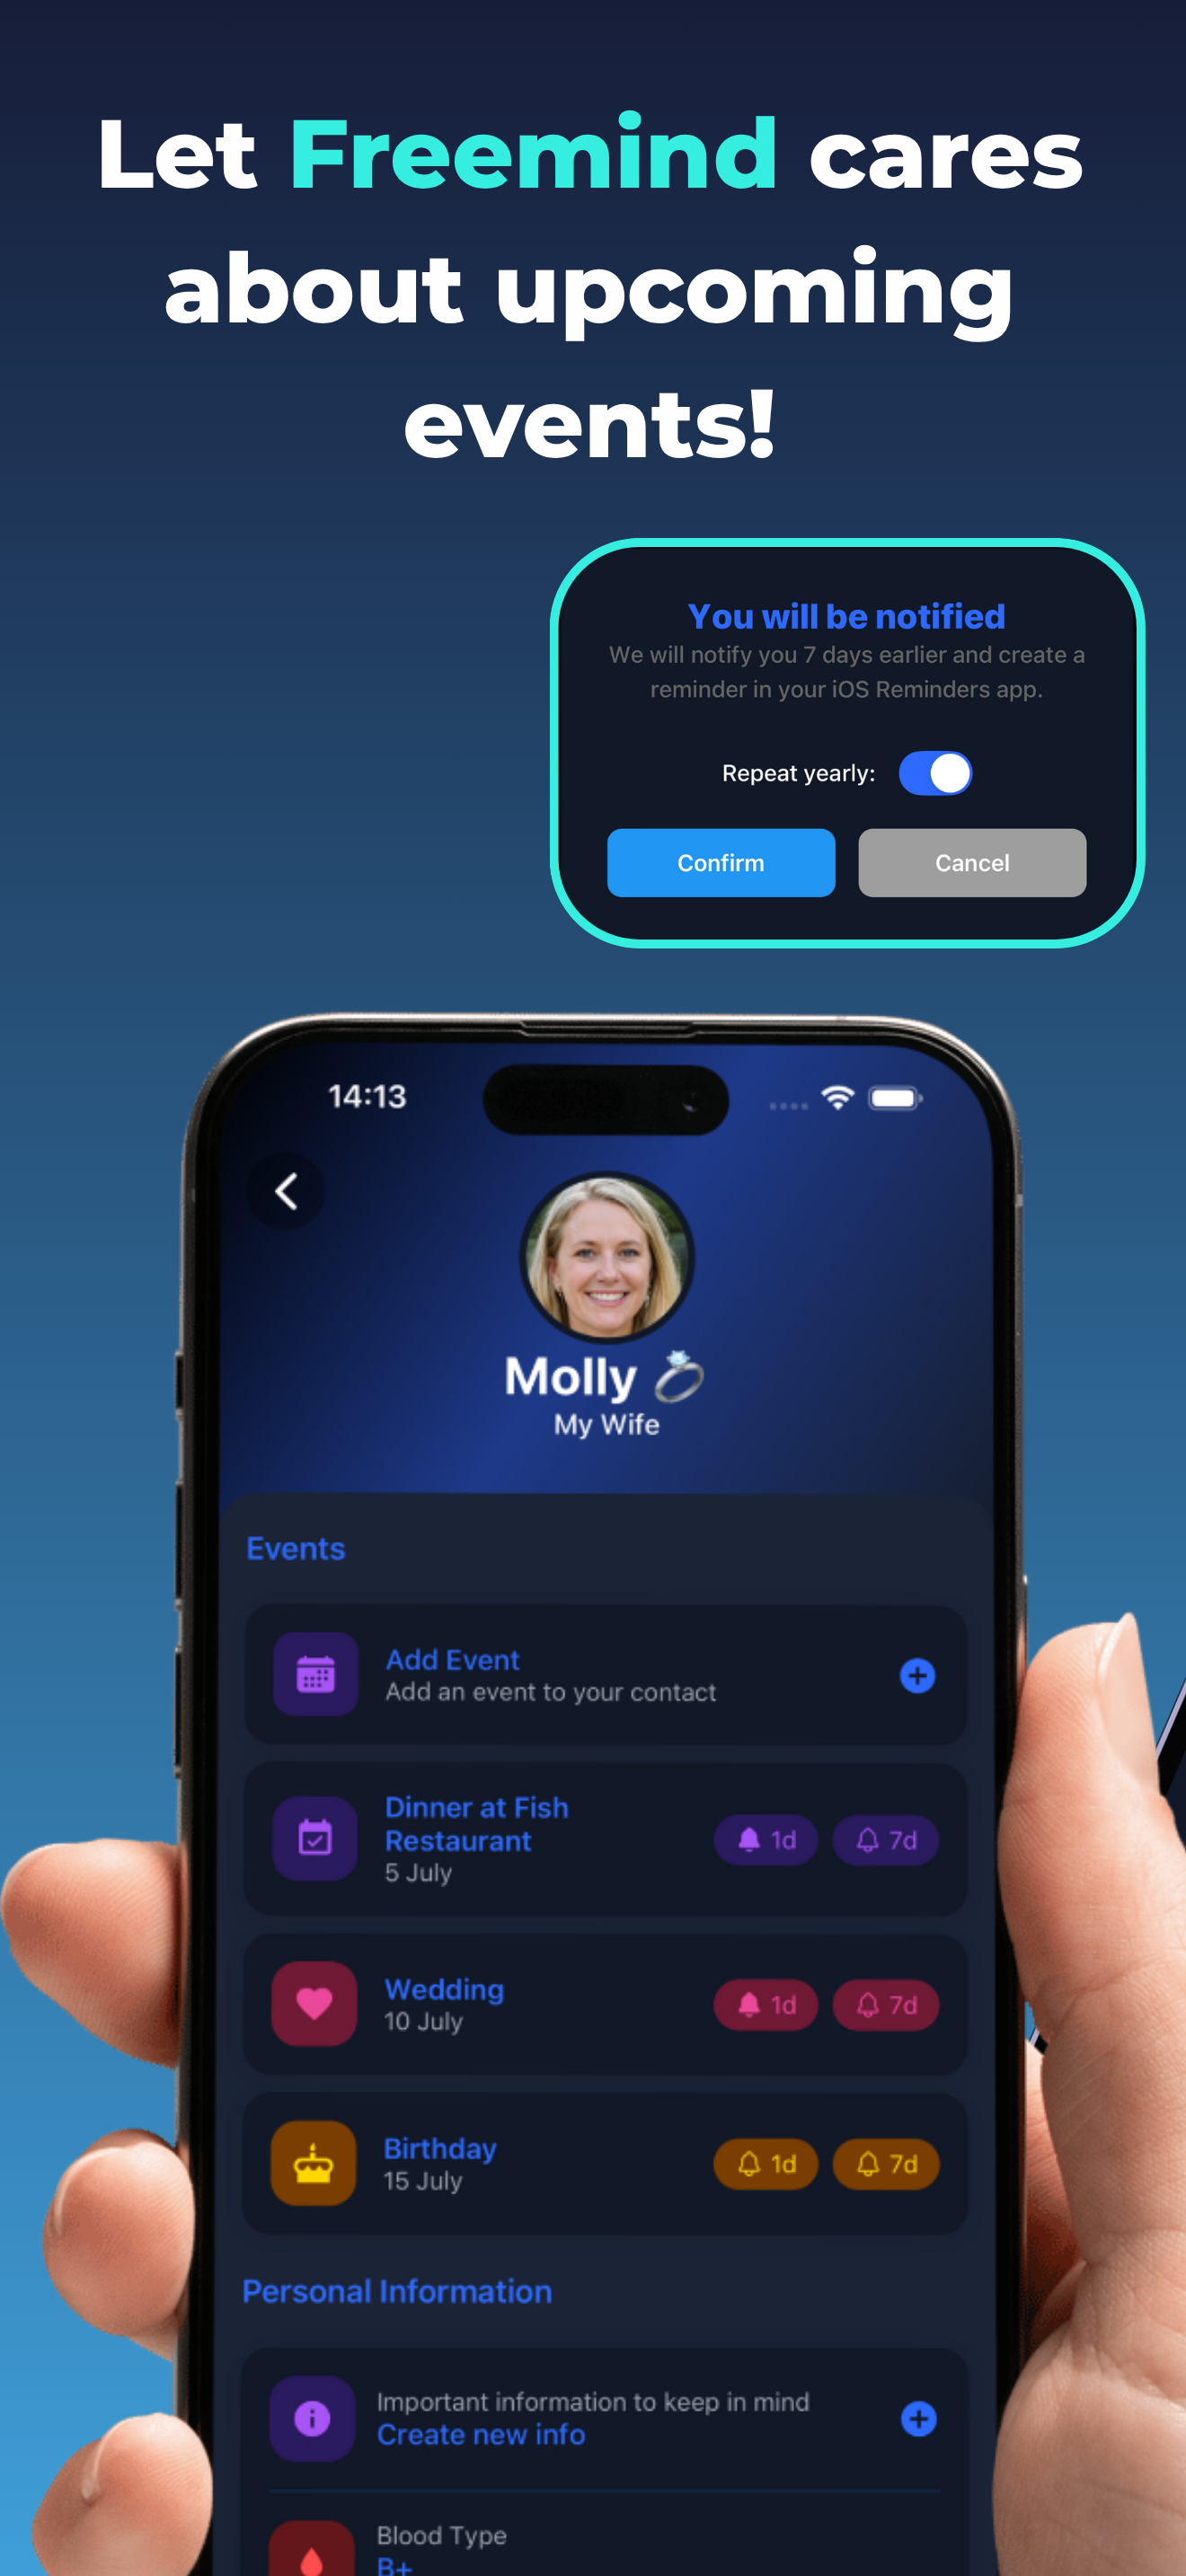 Let Freemind cares
about upcoming
events!
You will be notified
We will notify you 7 days earlier and create a
reminder in your iOS Reminders app.
Repeat yearly:
Confirm
Cancel
14:13
Molly
My Wife
Events
Add Event
Add an event to your contact
Dinner at Fish
Restaurant
5 July
1d
7d
Wedding
10 July
1d
7d
Birthday
15 July
1d
7d
Personal Information
Important information to keep in mind
Create new info
Blood Type
B+